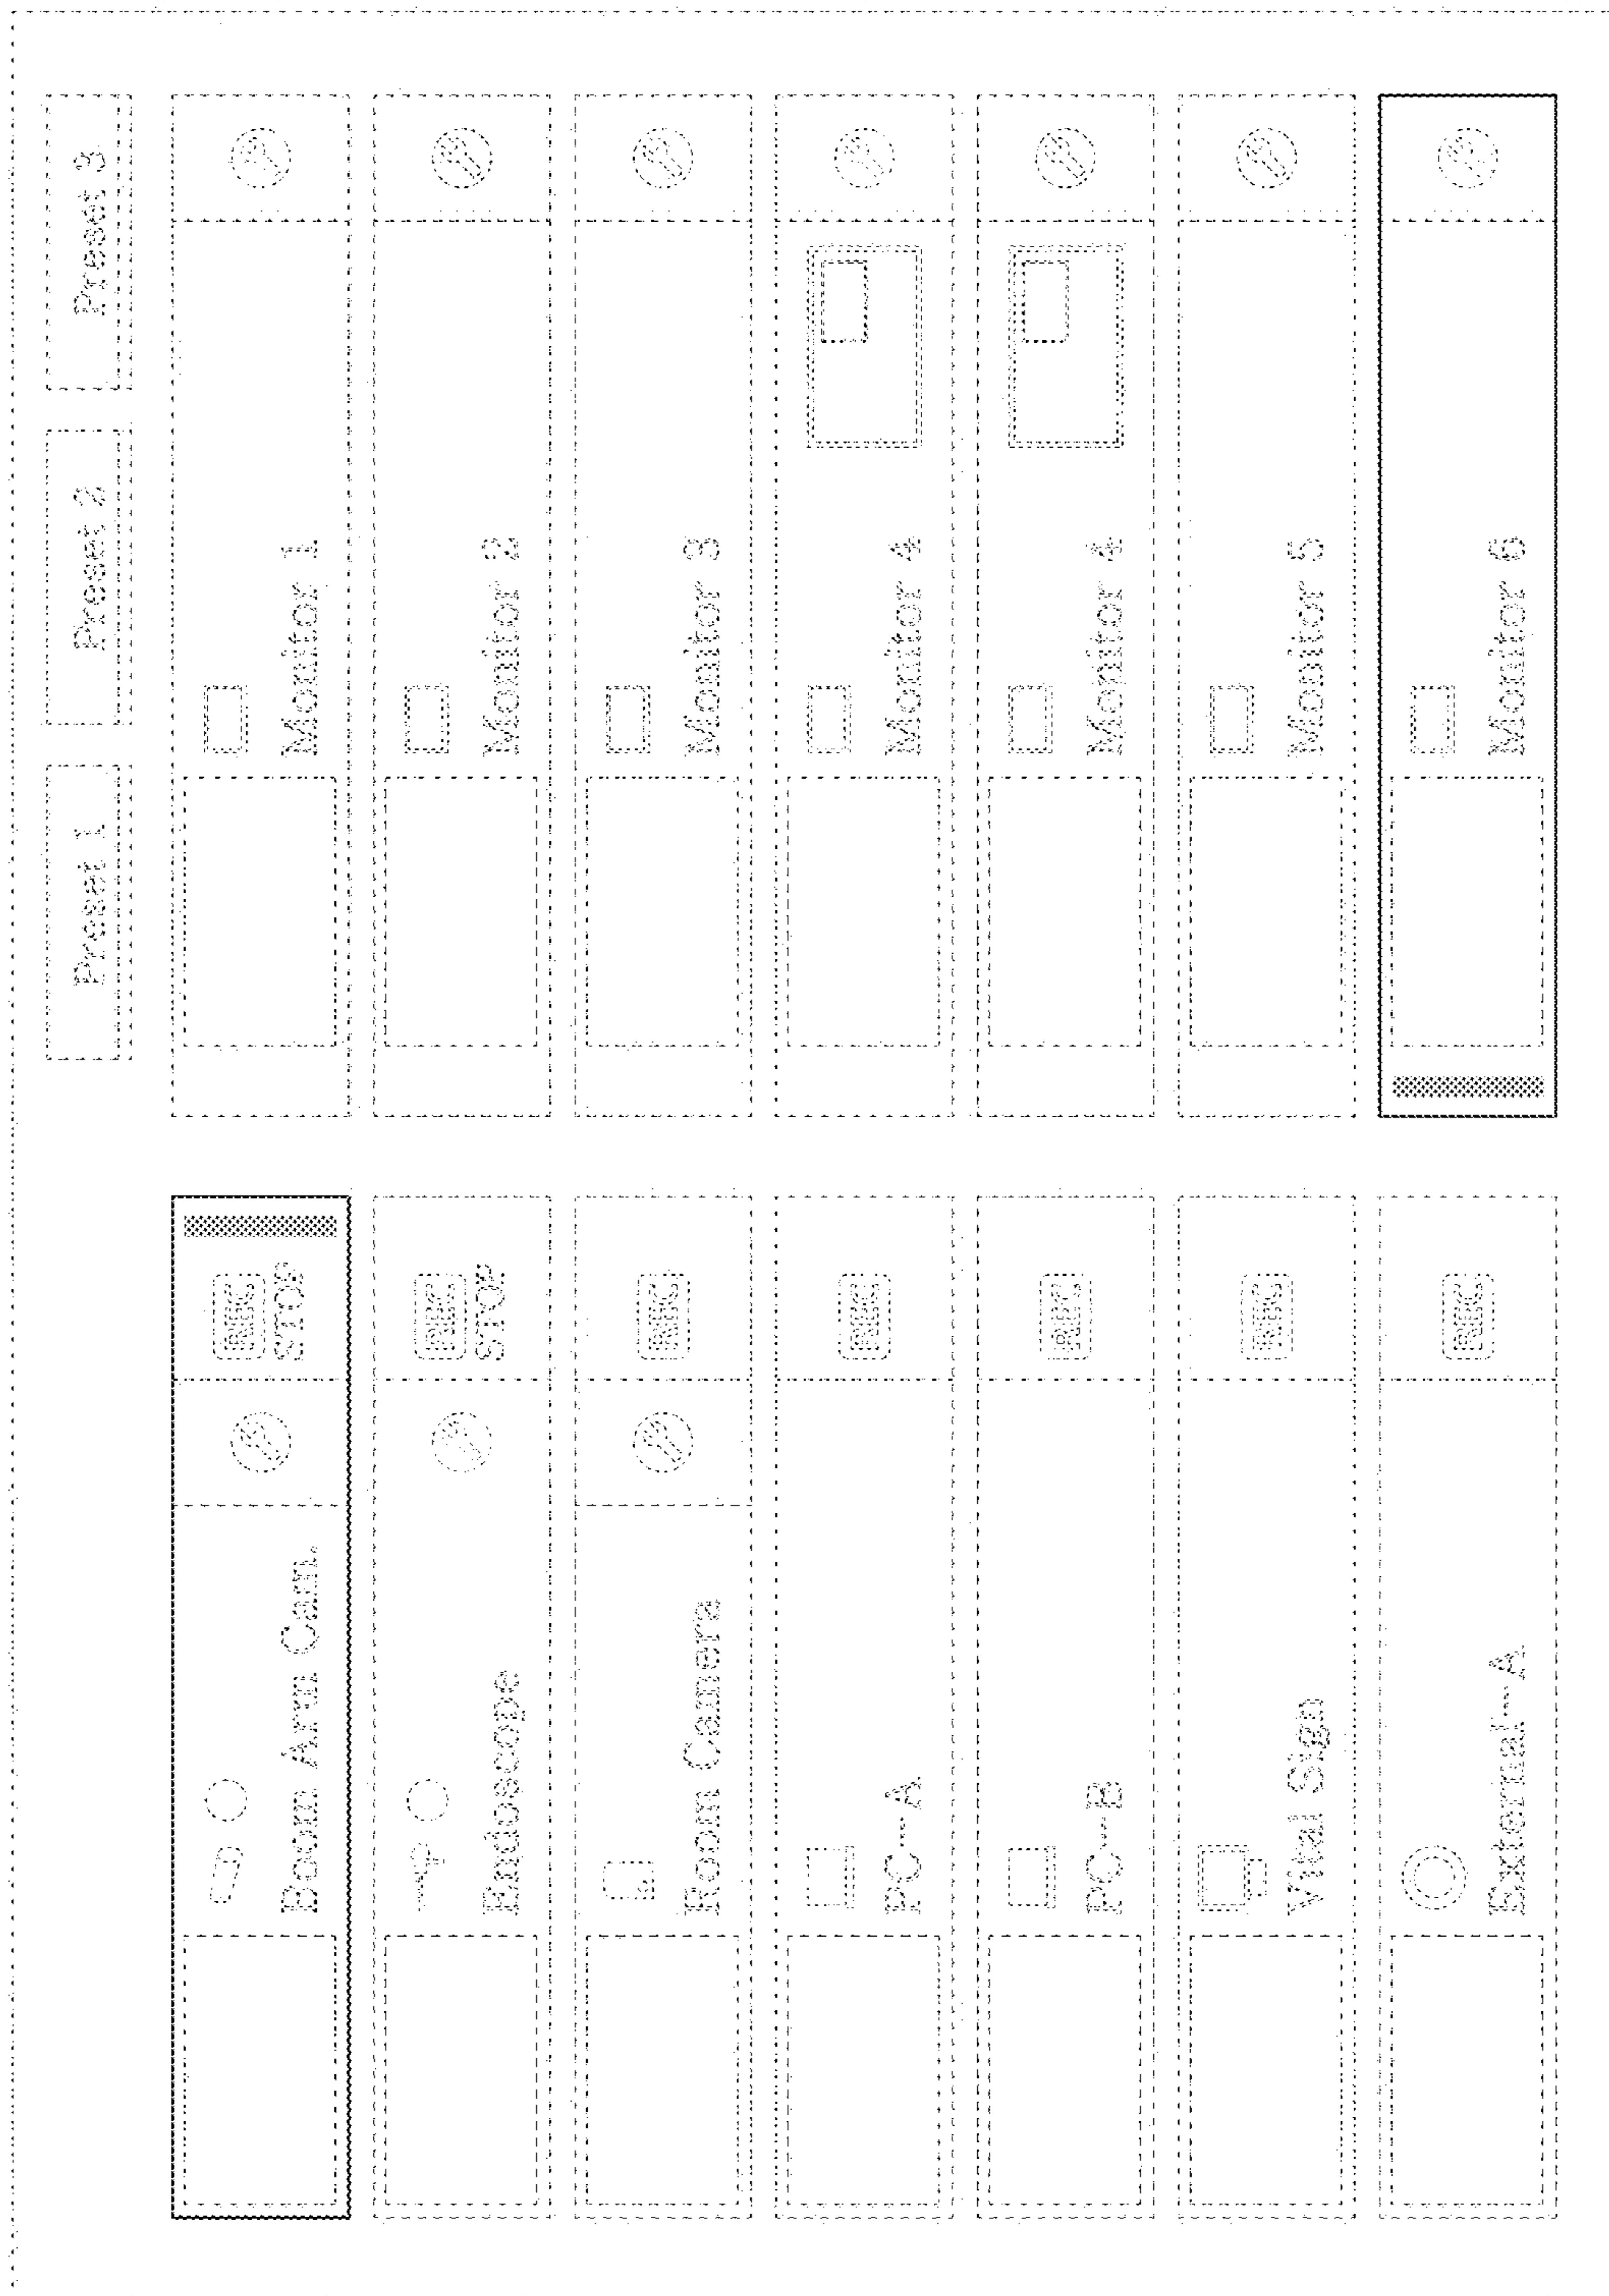 Preset 1
Preset 2
Preset 3
Boom Arm Cam.
REC
STOP
Endoscope
REC
STOP
Room Camera
REC
PC-A
REC
PC-B
REC
Vital Sign
REC
External-A
REC
Monitor 1
Monitor 2
Monitor 3
Monitor 4
Monitor 4
Monitor 5
Monitor 6